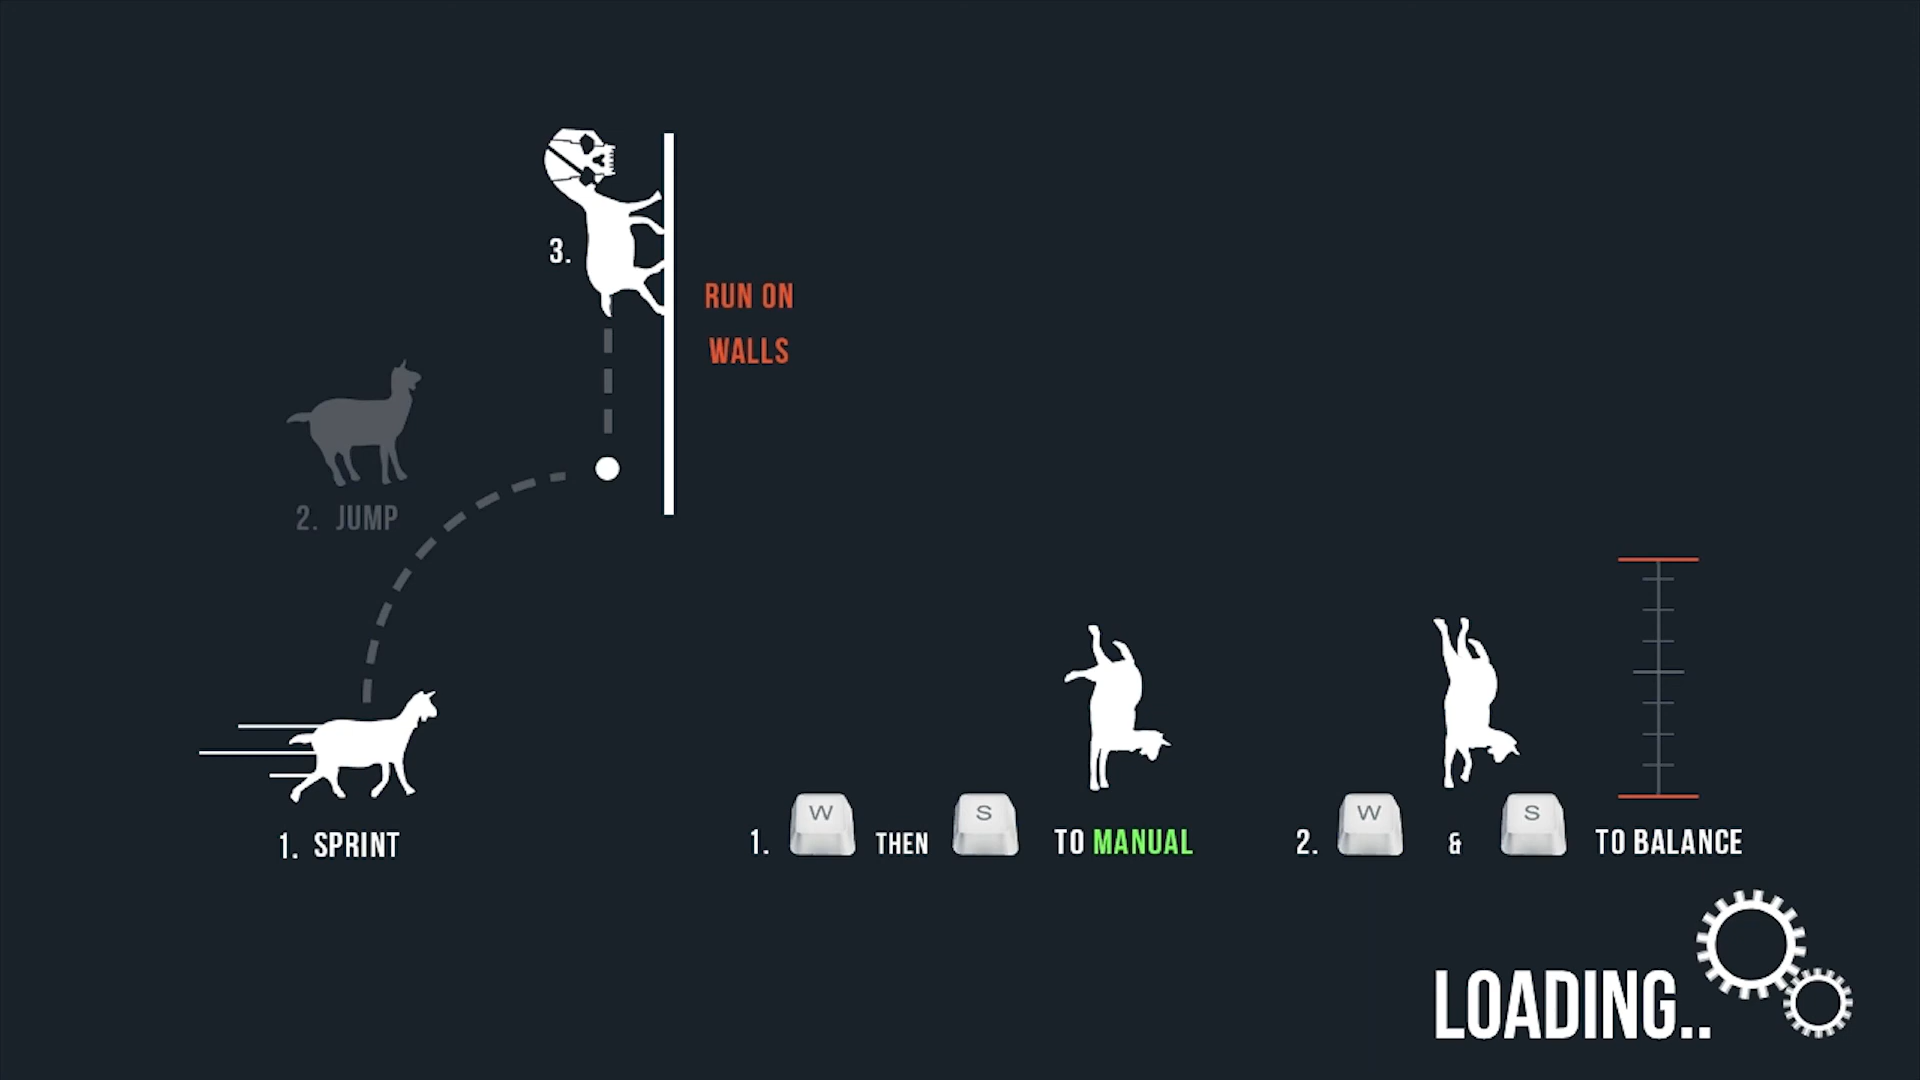 3.
RUN ON
WALLS
2. JUMP
1. SPRINT
1. W THEN S TO MANUAL
2. W & S TO BALANCE
LOADING..